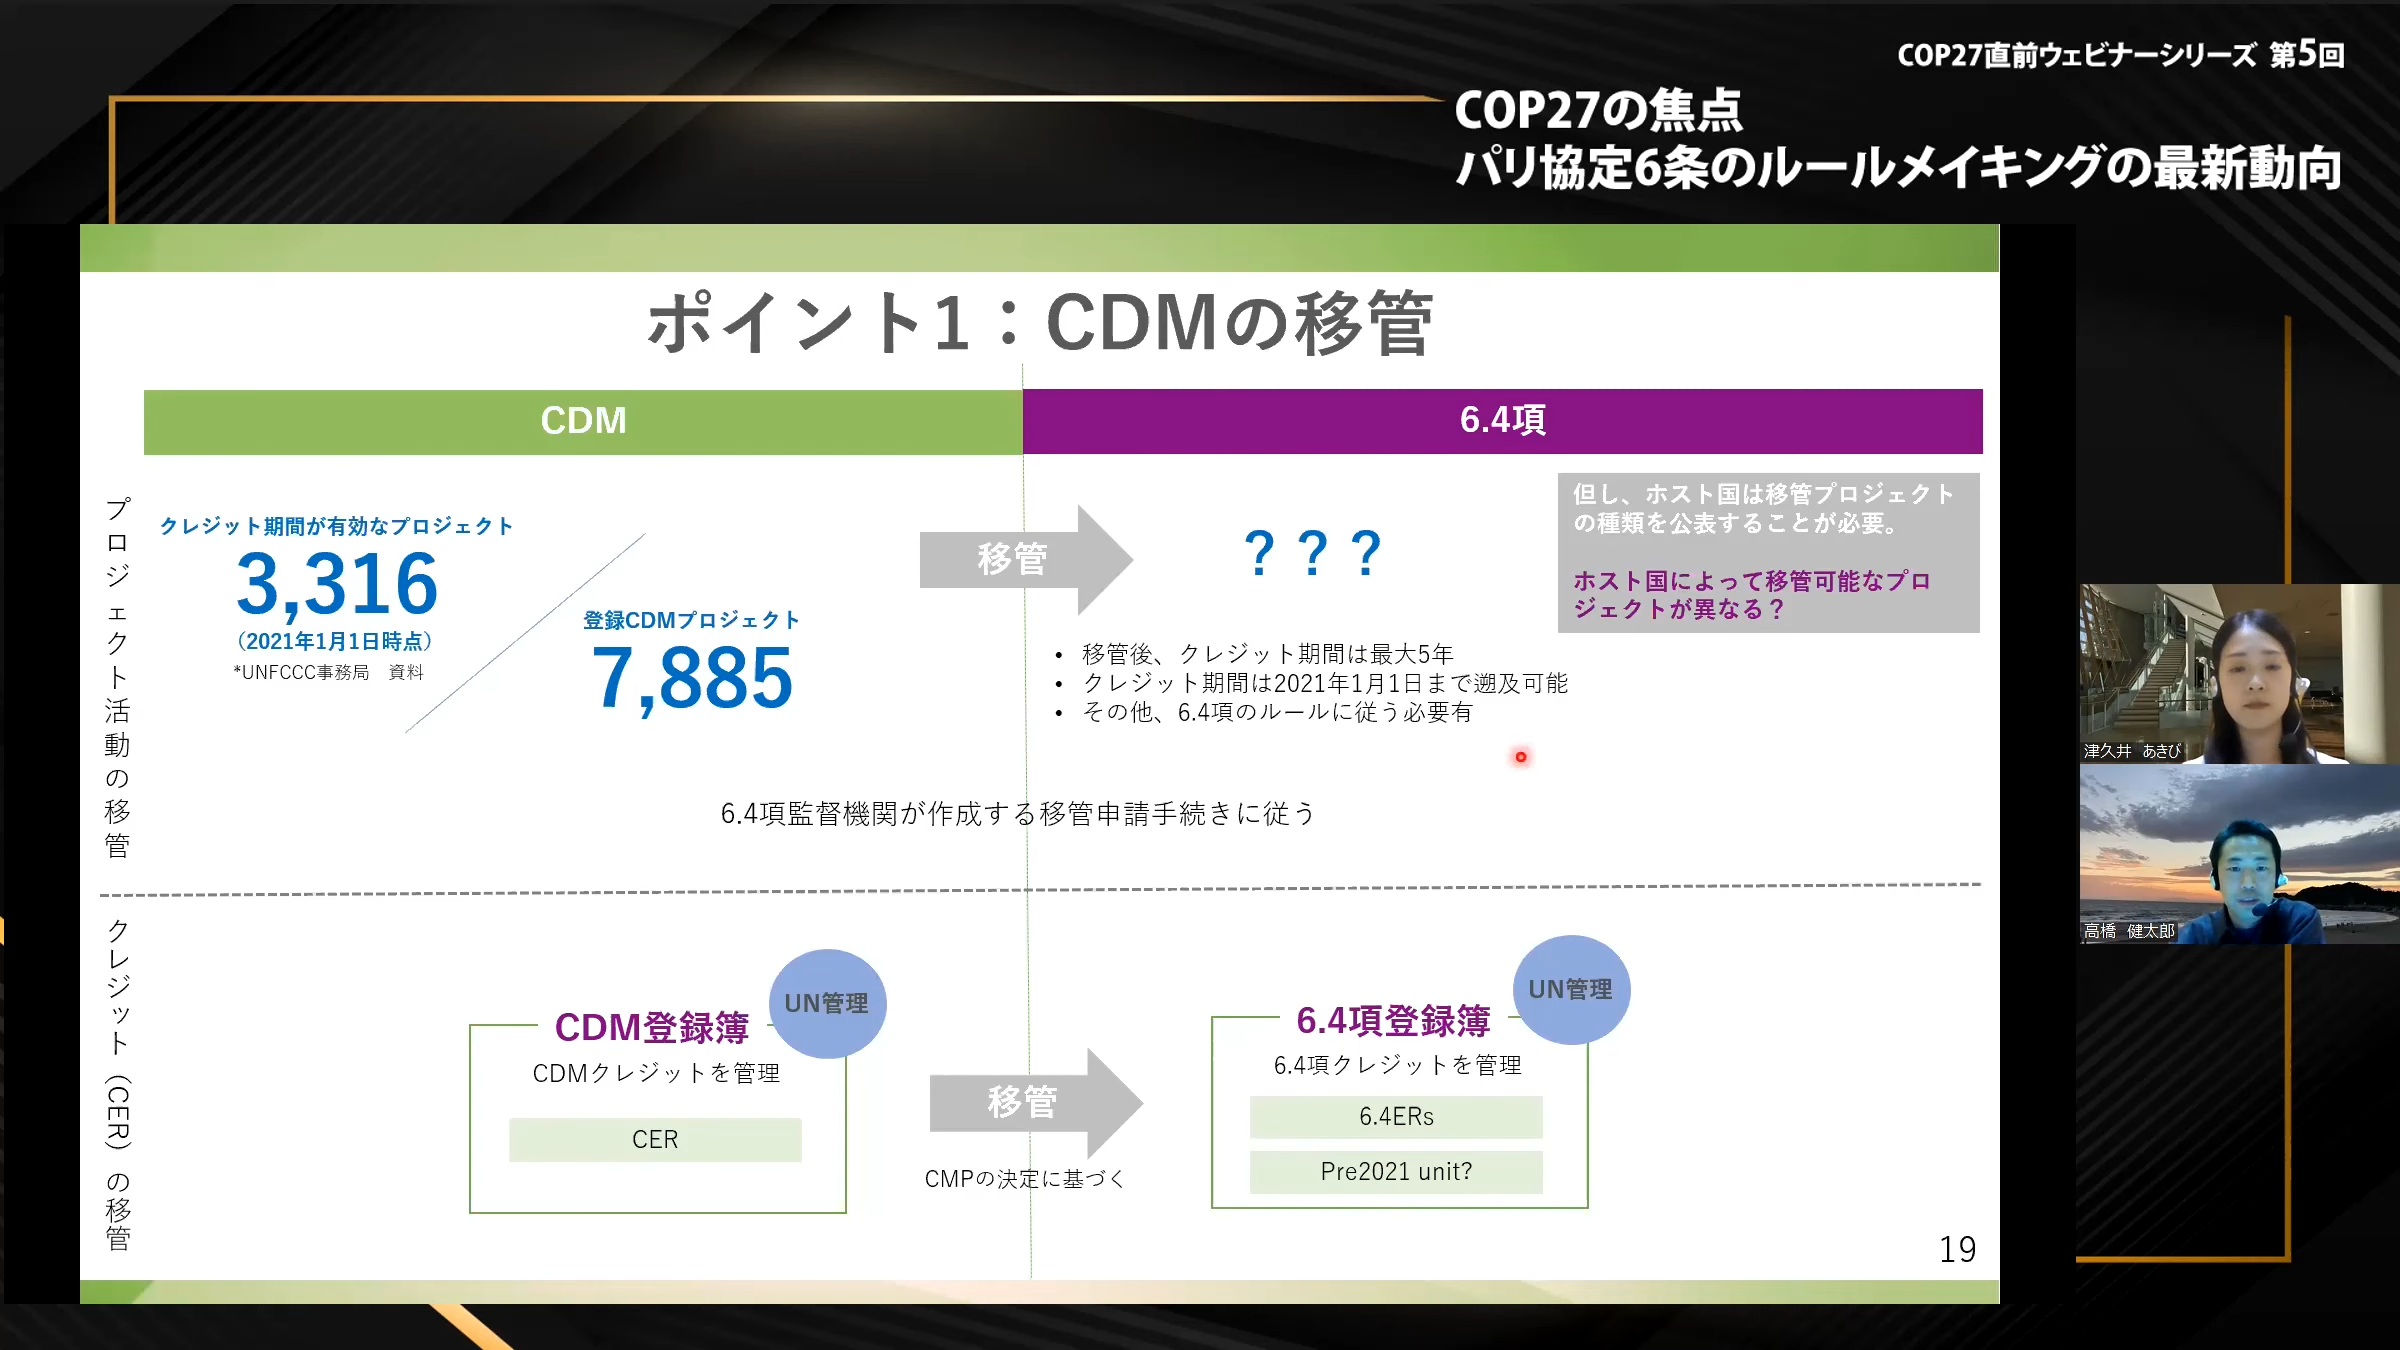 COP27直前ウェビナーシリーズ 第5回
COP27の焦点
パリ協定6条のルールメイキングの最新動向
ポイント1：CDMの移管
CDM
6.4項
プロジェクト活動の移管
クレジット期間が有効なプロジェクト
3,316
（2021年1月1日時点）
*UNFCCC事務局 資料
登録CDMプロジェクト
7,885
移管
？？？
但し、ホスト国は移管プロジェクト
の種類を公表することが必要。
ホスト国によって移管可能なプロ
ジェクトが異なる？
• 移管後、クレジット期間は最大5年
• クレジット期間は2021年1月1日まで遡及可能
• その他、6.4項のルールに従う必要有
6.4項監督機関が作成する移管申請手続きに従う
クレジット（CER）の移管
CDM登録簿
UN管理
CDMクレジットを管理
CER
移管
CMPの決定に基づく
6.4項登録簿
UN管理
6.4項クレジットを管理
6.4ERs
Pre2021 unit?
19
津久井 あきび
高橋 健太郎